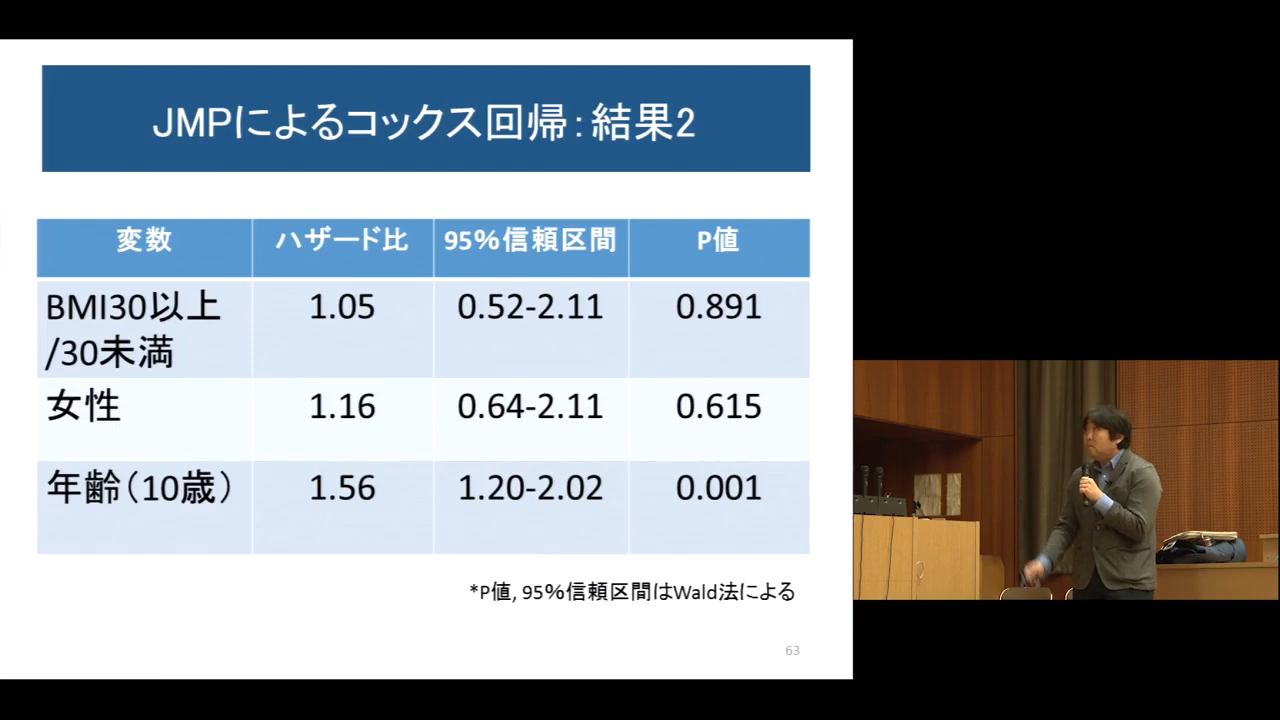 JMPによるコックス回帰：結果2
変数 ハザード比 95%信頼区間 P値
BMI30以上
/30未満 1.05 0.52-2.11 0.891
女性 1.16 0.64-2.11 0.615
年齢（10歳） 1.56 1.20-2.02 0.001
*P値, 95%信頼区間はWald法による
63